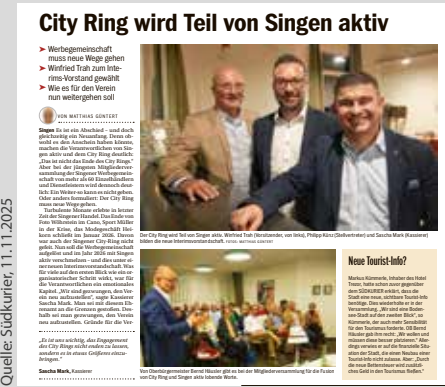 City Ring wird Teil von Singen aktiv
➤ Werbegemeinschaft
muss neue Wege gehen
➤ Winfried Trah zum Inte-
rims-Vorstand gewählt
➤ Wie es für den Verein
nun weitergehen soll
VON MATTHIAS GÜNTERT
Singen Es ist ein Abschied – und doch
gleichzeitig ein Neuanfang. Denn ob-
wohl es den Anschein haben könnte,
machen die Verantwortlichen von Sin-
gen aktiv und dem City Ring deutlich:
„Das ist nicht das Ende des City Rings.“
Aber bei der jüngsten Mitgliederver-
sammlung der Singener Werbegemein-
schaft von mehr als 60 Einzelhändlern
und Dienstleistern wird dennoch deut-
lich: Ein Weiter-so kann es nicht geben.
Oder anders formuliert: Der City Ring
muss neue Wege gehen.
Turbulente Monate erlebte in letzter
Zeit der Singener Handel. Das Ende von
Foto Wöhrstein im Cano, Sport Müller
in der Krise, das Modegeschäft Hei-
korn schließt im Januar 2026. Davon
war auch der Singener City-Ring nicht
gefeit. Nun soll die Werbegemeinschaft
aufgelöst und im Jahr 2026 mit Singen
aktiv verschmelzen – und dies unter ei-
ner neuen Interimsvorstandschaft. Was
für viele auf den ersten Blick wie ein or-
ganisatorischer Schritt wirkt, war für
die Verantwortlichen ein emotionales
Kapitel. „Wir sind gezwungen, den Ver-
ein neu aufzustellen“, sagte Kassierer
Sascha Mark. Man sei mit diesem Eh-
renamt an die Grenzen gestoßen. Des-
halb sei man gezwungen, den Verein
neu aufzustellen. Gründe für die Ver-
„Es ist uns wichtig, das Engagement
des City Rings nicht enden zu lassen,
sondern es in etwas Größeres einzu-
bringen.“
Sascha Mark, Kassierer
Der City Ring wird Teil von Singen aktiv. Winfried Trah (Vorsitzender, von links), Philipp Künz (Stellvertreter) und Sascha Mark (Kassierer)
bilden die neue Interimsvorstandschaft. FOTOS: MATTHIAS GÜNTERT
Von Oberbürgermeister Bernd Häusler gibt es bei der Mitgliederversammlung für die Fusion
von City Ring und Singen aktiv lobende Worte.
Neue Tourist-Info?
Markus Kümmerle, Inhaber des Hotel
Trezor, hatte schon zuvor gegenüber
dem SÜDKURIER erklärt, dass die
Stadt eine neue, sichtbare Tourist-Info
benötige. Dies wiederholte er in der
Versammlung. „Wir sind eine Boden-
see-Stadt auf den zweiten Blick“, so
Kümmerle, der auch mehr Sensibilität
für den Tourismus forderte. OB Bernd
Häusler gab ihm recht: „Wir wollen und
müssen diese besser platzieren.“ Aller-
dings verwies er auf die finanzielle Situ-
ation der Stadt, die einen Neubau einer
Tourist-Info nicht zulasse. Aber: „Durch
die neue Bettensteuer wird zusätzli-
ches Geld in den Tourismus fließen.“
Quelle: Südkurier, 11.11.2025